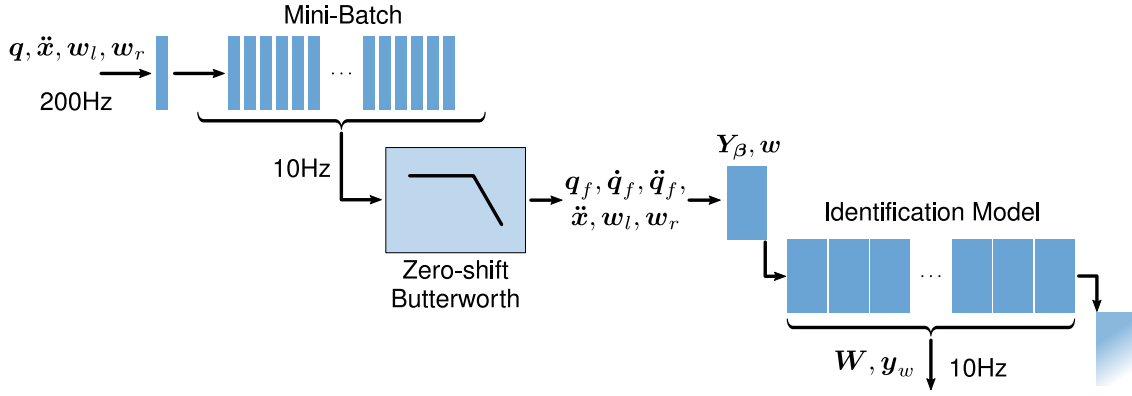 Mini-Batch
q, ẍ, w_l, w_r
200Hz
...
...
10Hz
Zero-shift
Butterworth
q_f, q̇_f, q̈_f,
ẍ, w_l, w_r
Y_β, w
Identification Model
...
W, y_w
10Hz